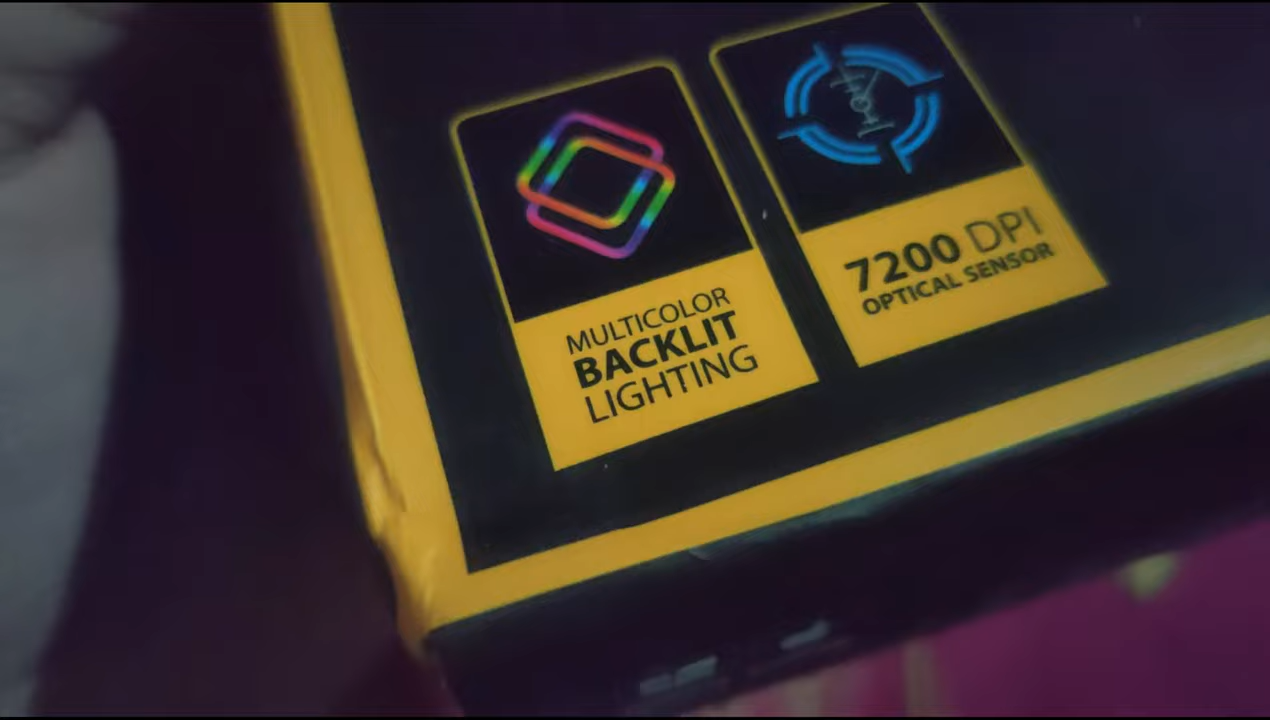 MULTICOLOR
BACKLIT
LIGHTING
7200 DPI
OPTICAL SENSOR